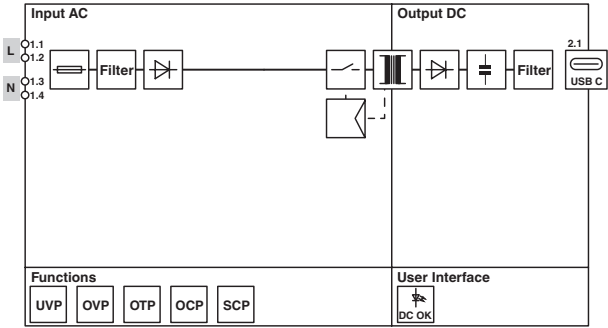 Input AC
Output DC
L
1.1
1.2
N
1.3
1.4
Filter
Filter
2.1
USB C
Functions
UVP
OVP
OTP
OCP
SCP
User Interface
DC OK